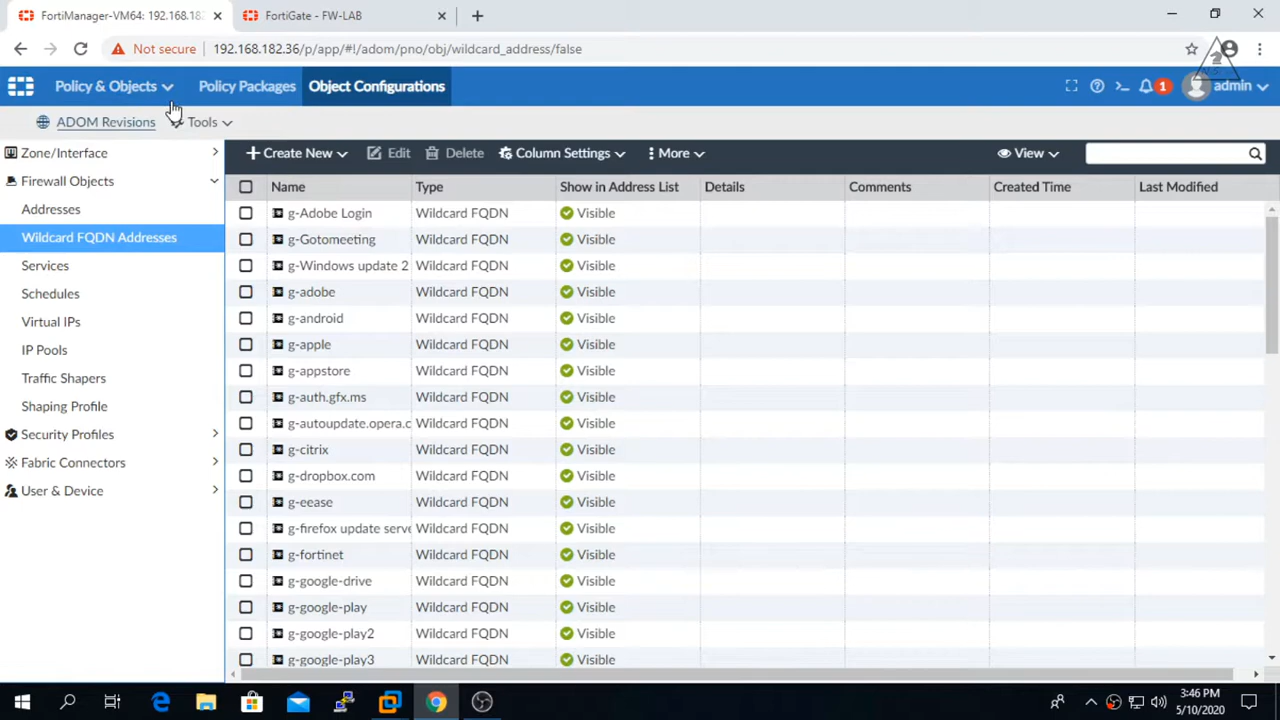 FortiManager-VM64: 192.168.182
FortiGate - FW-LAB
Not secure
192.168.182.36/p/app/#!/adom/pno/obj/wildcard_address/false
Policy & Objects
Policy Packages
Object Configurations
1
admin
ADOM Revisions
Tools
Zone/Interface
Firewall Objects
Addresses
Wildcard FQDN Addresses
Services
Schedules
Virtual IPs
IP Pools
Traffic Shapers
Shaping Profile
Security Profiles
Fabric Connectors
User & Device
Create New
Edit
Delete
Column Settings
More
View
Name Type Show in Address List Details Comments Created Time Last Modified
g-Adobe Login Wildcard FQDN Visible
g-Gotomeeting Wildcard FQDN Visible
g-Windows update 2 Wildcard FQDN Visible
g-adobe Wildcard FQDN Visible
g-android Wildcard FQDN Visible
g-apple Wildcard FQDN Visible
g-appstore Wildcard FQDN Visible
g-auth.gfx.ms Wildcard FQDN Visible
g-autoupdate.opera.c Wildcard FQDN Visible
g-citrix Wildcard FQDN Visible
g-dropbox.com Wildcard FQDN Visible
g-eease Wildcard FQDN Visible
g-firefox update serve Wildcard FQDN Visible
g-fortinet Wildcard FQDN Visible
g-google-drive Wildcard FQDN Visible
g-google-play Wildcard FQDN Visible
g-google-play2 Wildcard FQDN Visible
g-google-play3 Wildcard FQDN Visible
3:46 PM
5/10/2020